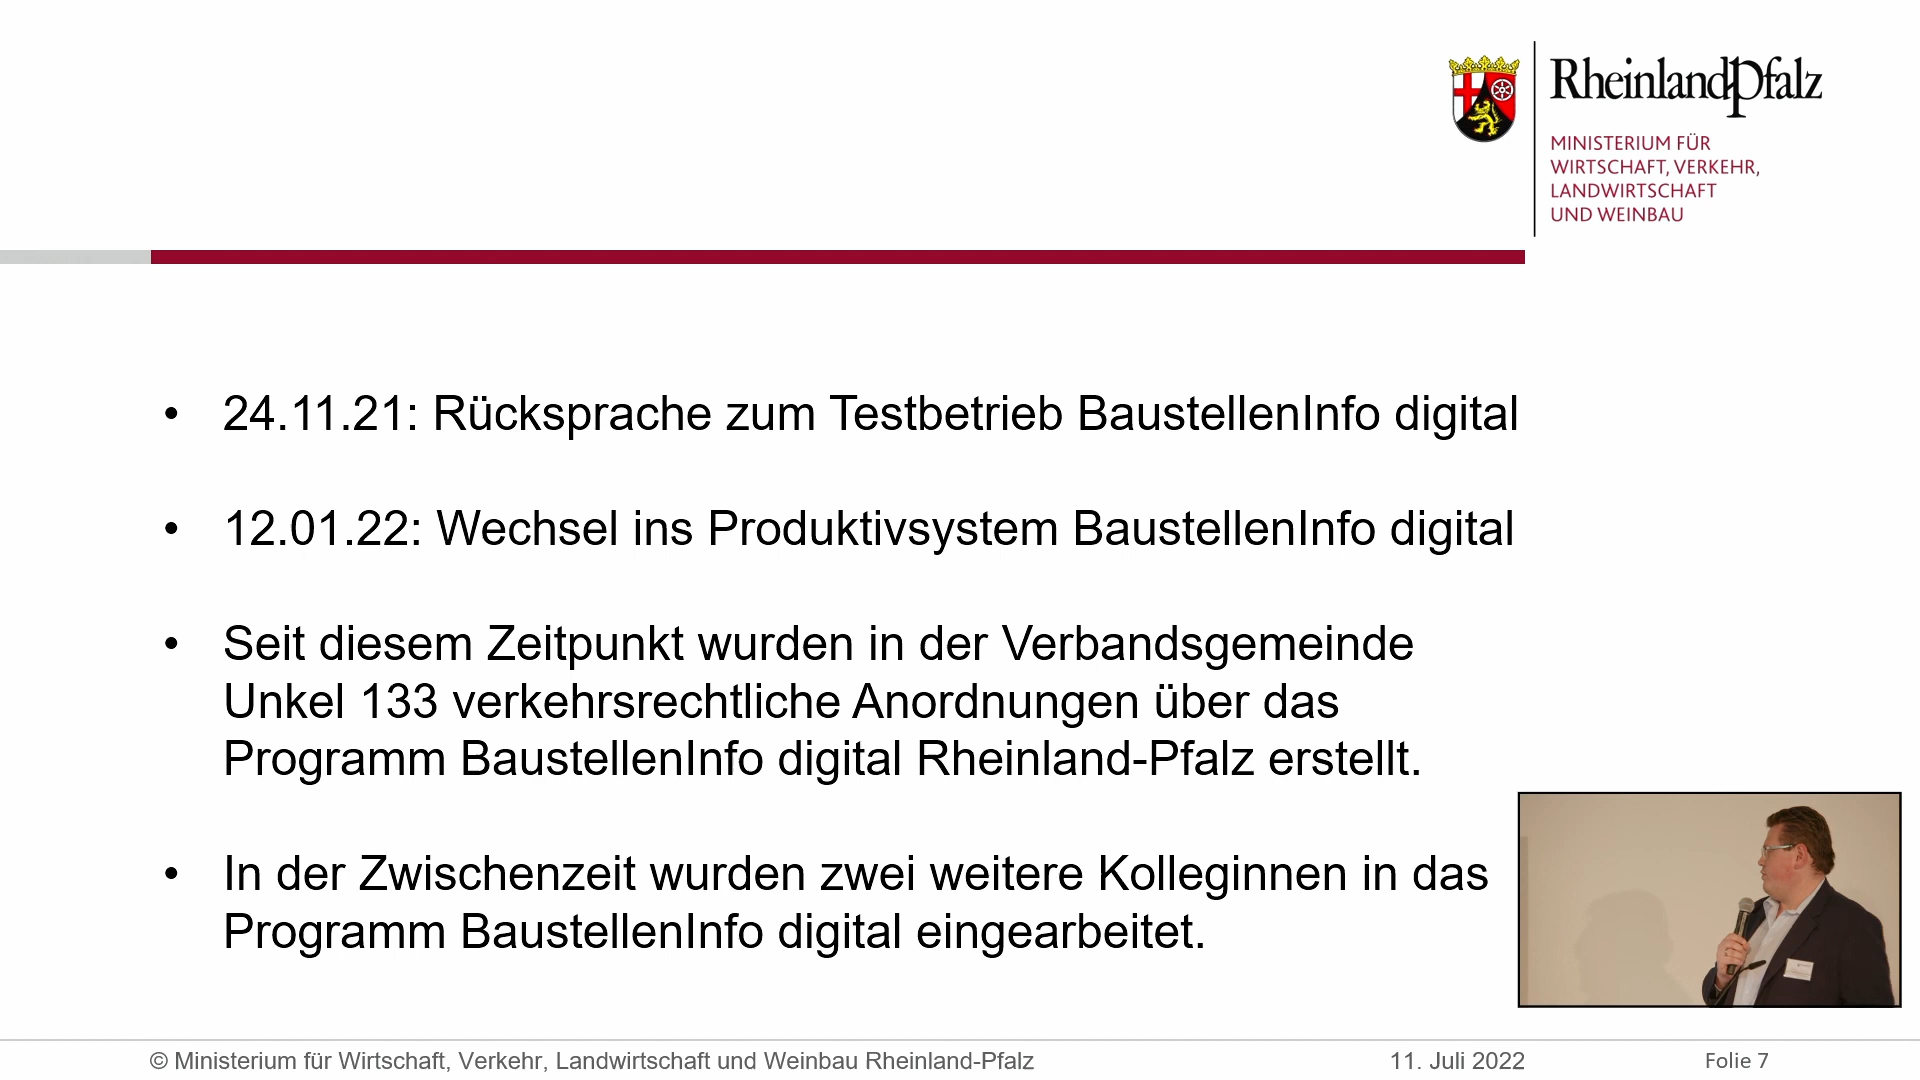 RheinlandPfalz
MINISTERIUM FÜR
WIRTSCHAFT, VERKEHR,
LANDWIRTSCHAFT
UND WEINBAU
• 24.11.21: Rücksprache zum Testbetrieb BaustellenInfo digital
• 12.01.22: Wechsel ins Produktivsystem BaustellenInfo digital
• Seit diesem Zeitpunkt wurden in der Verbandsgemeinde
Unkel 133 verkehrsrechtliche Anordnungen über das
Programm BaustellenInfo digital Rheinland-Pfalz erstellt.
• In der Zwischenzeit wurden zwei weitere Kolleginnen in das
Programm BaustellenInfo digital eingearbeitet.
© Ministerium für Wirtschaft, Verkehr, Landwirtschaft und Weinbau Rheinland-Pfalz
11. Juli 2022
Folie 7